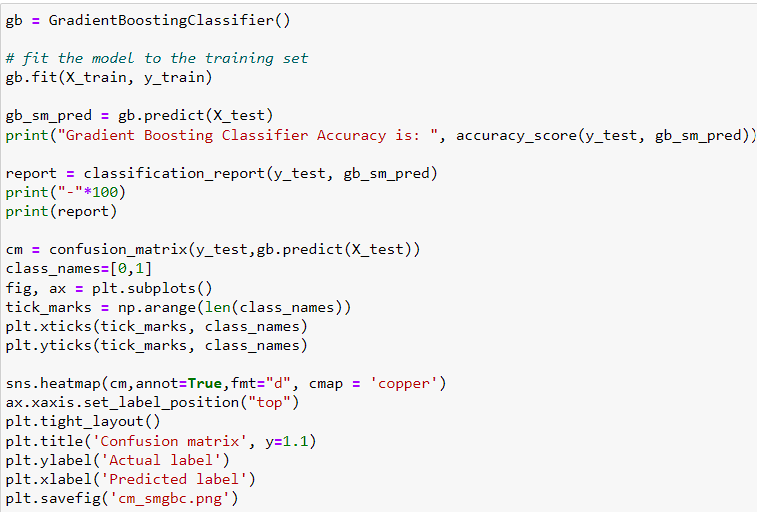 gb = GradientBoostingClassifier()
# fit the model to the training set
gb.fit(X_train, y_train)
gb_sm_pred = gb.predict(X_test)
print("Gradient Boosting Classifier Accuracy is: ", accuracy_score(y_test, gb_sm_pred))
report = classification_report(y_test, gb_sm_pred)
print("-"*100)
print(report)
cm = confusion_matrix(y_test,gb.predict(X_test))
class_names=[0,1]
fig, ax = plt.subplots()
tick_marks = np.arange(len(class_names))
plt.xticks(tick_marks, class_names)
plt.yticks(tick_marks, class_names)
sns.heatmap(cm,annot=True,fmt="d", cmap = 'copper')
ax.xaxis.set_label_position("top")
plt.tight_layout()
plt.title('Confusion matrix', y=1.1)
plt.ylabel('Actual label')
plt.xlabel('Predicted label')
plt.savefig('cm_smgbc.png')